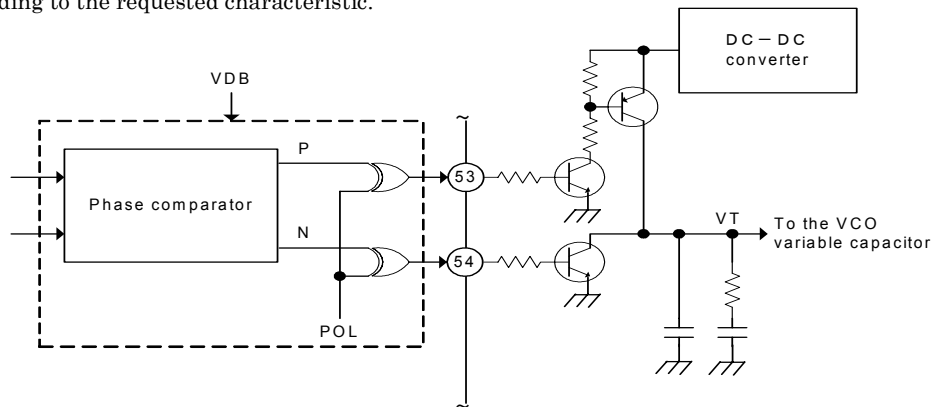 ding to the requested characteristic.
DC－DC
converter
VDB
P
53
Phase comparator
VT
To the VCO
variable capacitor
N
54
POL